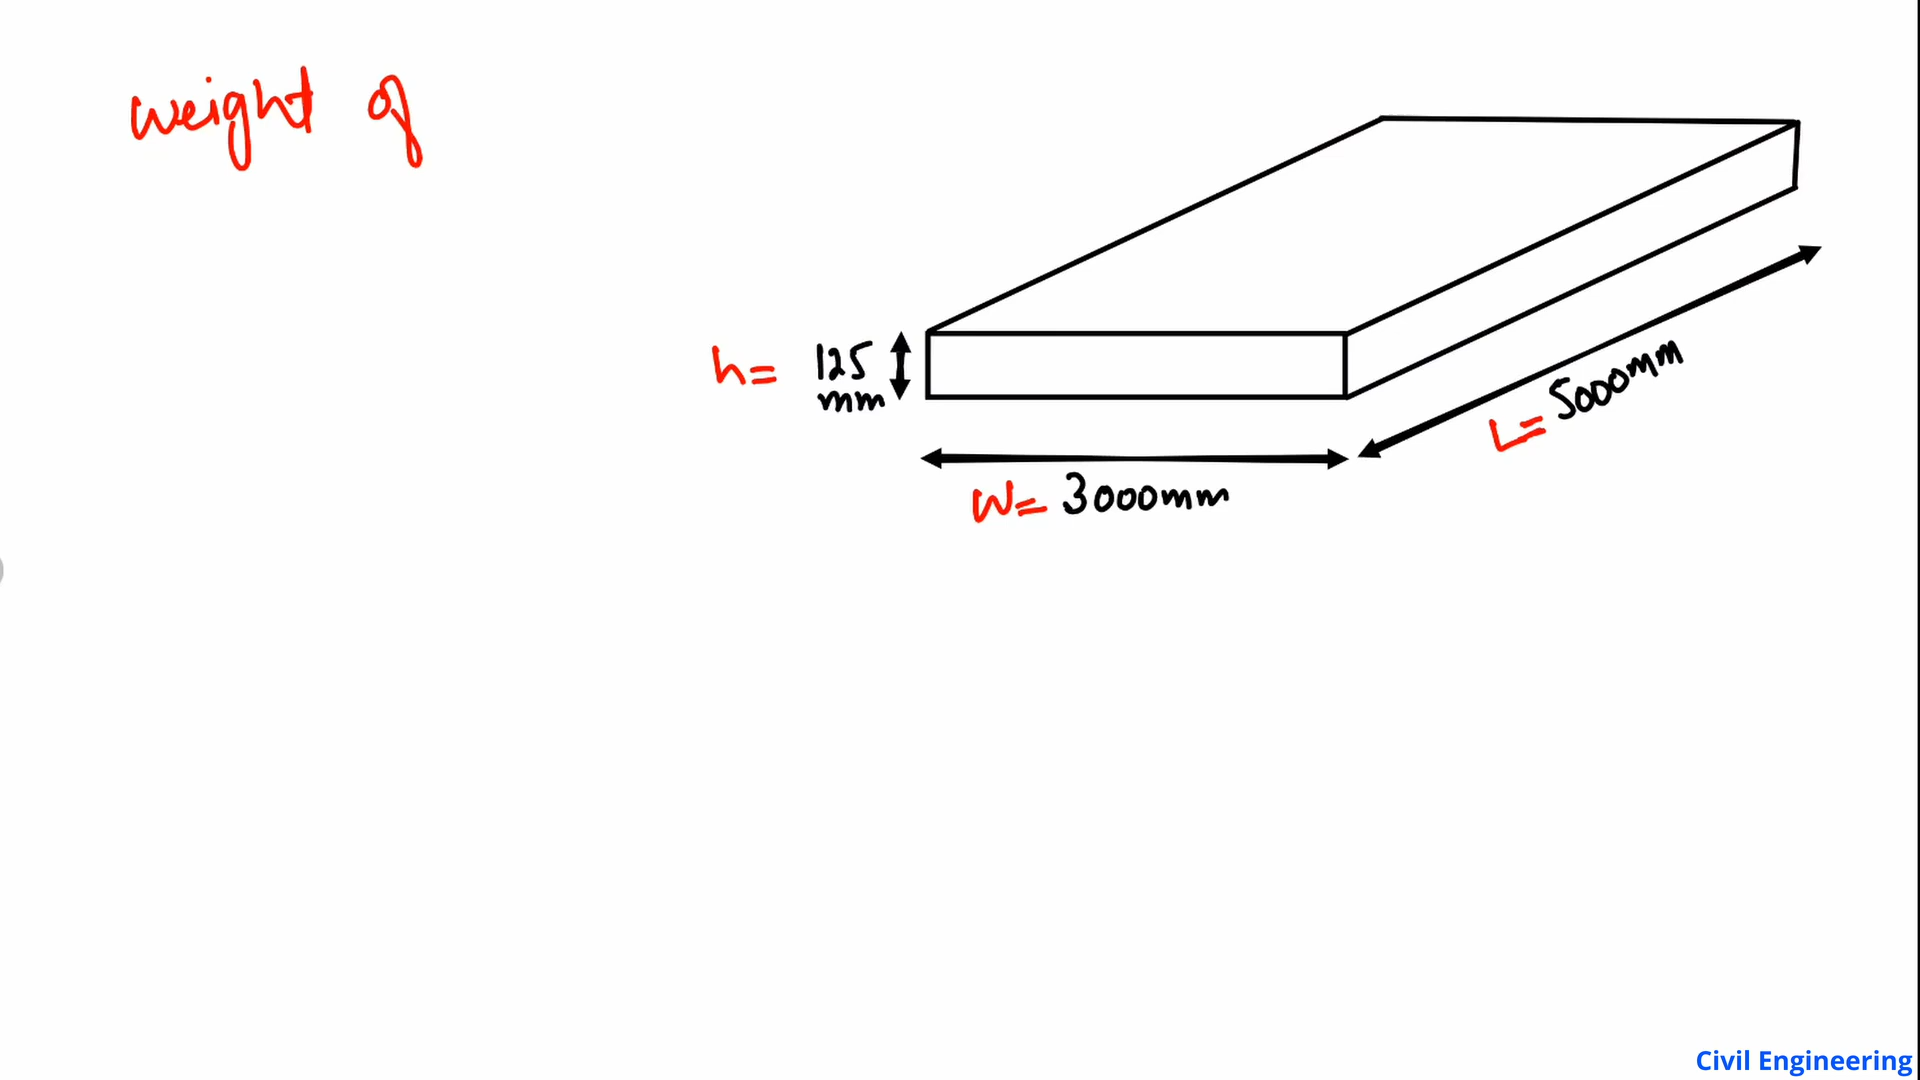 weight of
h= 125
mm
L= 5000mm
W= 3000mm
Civil Engineering